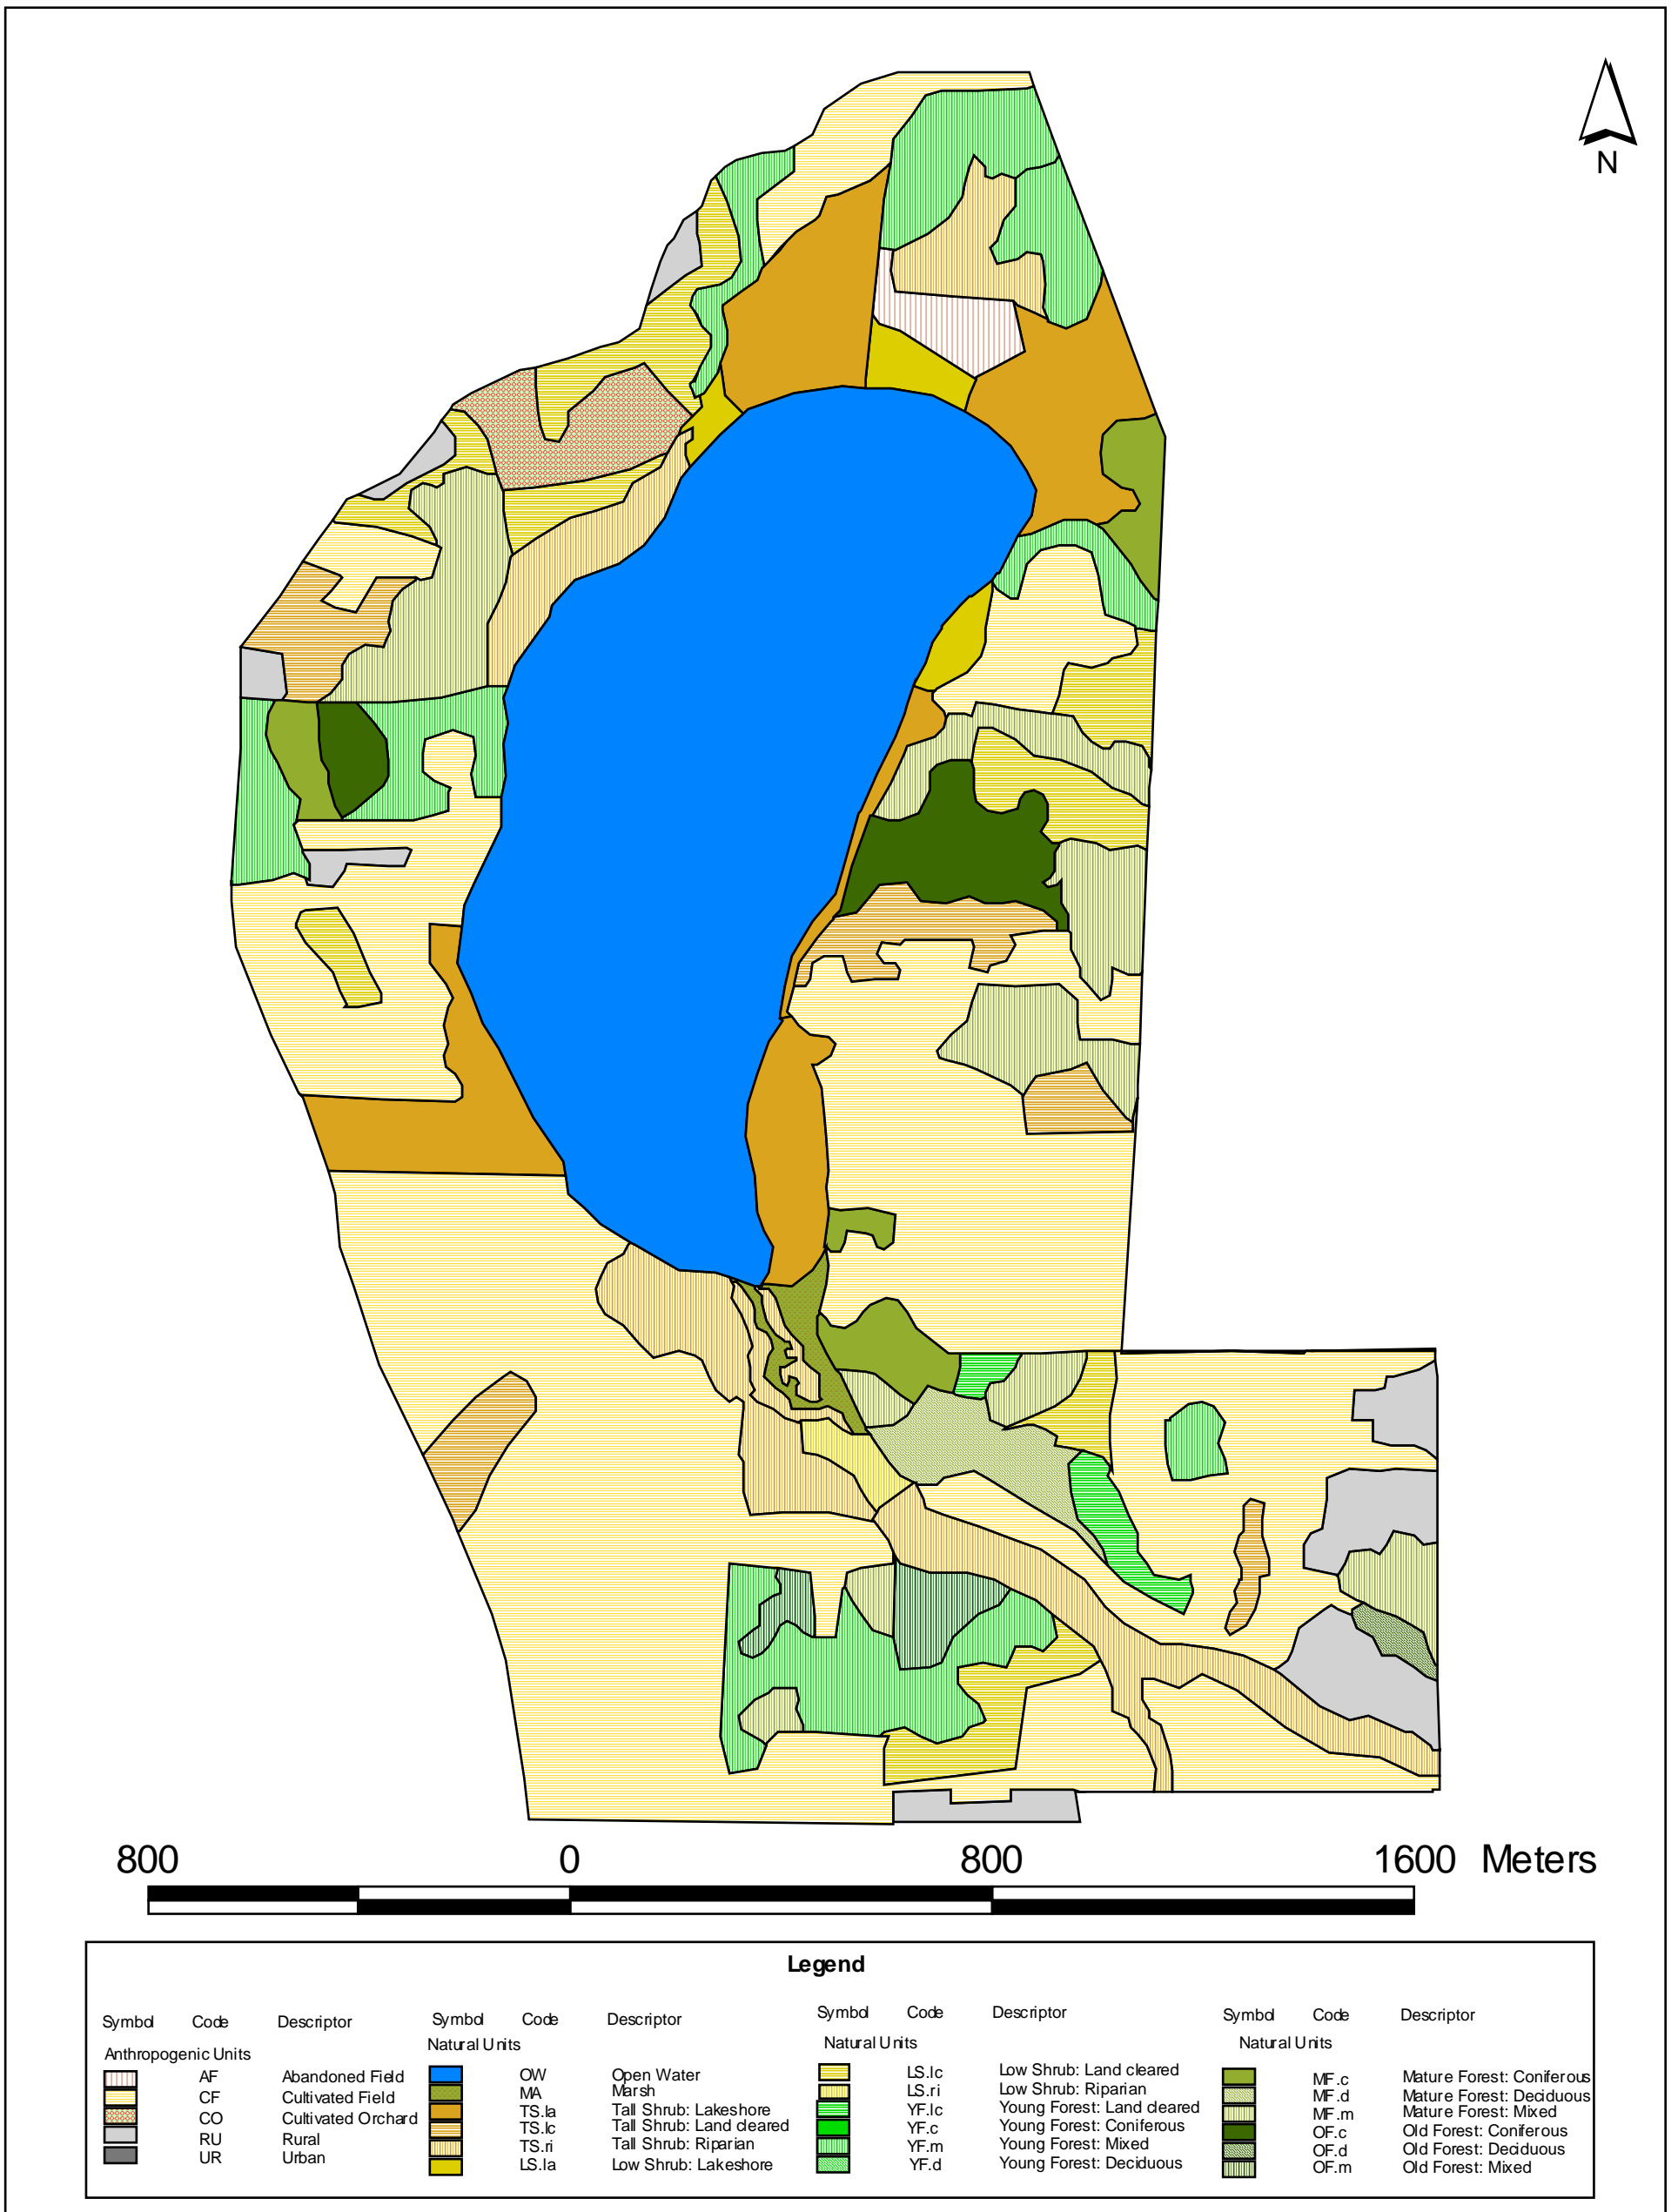 N
800 0 800 1600 Meters
Legend
Symbol Code Descriptor Symbol Code Descriptor Symbol Code Descriptor Symbol Code Descriptor
Anthropogenic Units Natural Units Natural Units Natural Units
AF Abandoned Field OW Open Water LS.lc Low Shrub: Land cleared MF.c Mature Forest: Coniferous
CF Cultivated Field MA Marsh LS.ri Low Shrub: Riparian MF.d Mature Forest: Deciduous
CO Cultivated Orchard TS.la Tall Shrub: Lakeshore YF.lc Young Forest: Land cleared MF.m Mature Forest: Mixed
RU Rural TS.lc Tall Shrub: Land cleared YF.c Young Forest: Coniferous OF.c Old Forest: Coniferous
UR Urban TS.ri Tall Shrub: Riparian YF.m Young Forest: Mixed OF.d Old Forest: Deciduous
LS.la Low Shrub: Lakeshore YF.d Young Forest: Deciduous OF.m Old Forest: Mixed